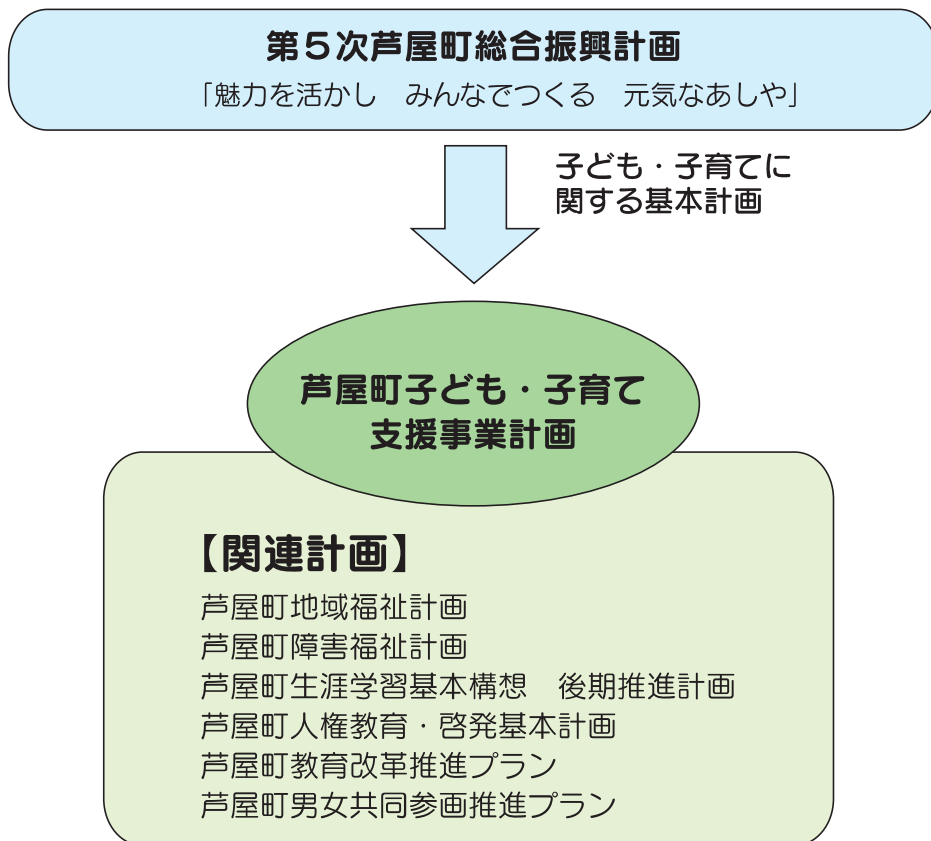 第５次芦屋町総合振興計画
「魅力を活かし　みんなでつくる　元気なあしや」
子ども・子育てに
関する基本計画
芦屋町子ども・子育て
支援事業計画
【関連計画】
芦屋町地域福祉計画
芦屋町障害福祉計画
芦屋町生涯学習基本構想　後期推進計画
芦屋町人権教育・啓発基本計画
芦屋町教育改革推進プラン
芦屋町男女共同参画推進プラン